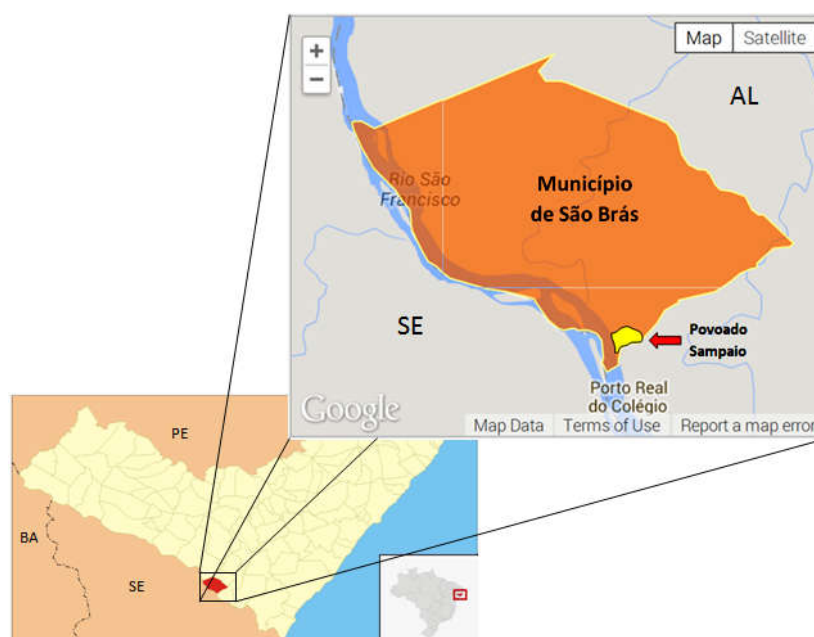 +
−
Map Satellite
AL
Rio São
Francisco
Município
de São Brás
SE
Povoado
Sampaio
Porto Real
do Colégio
Google
Map Data Terms of Use Report a map error
PE
BA
SE